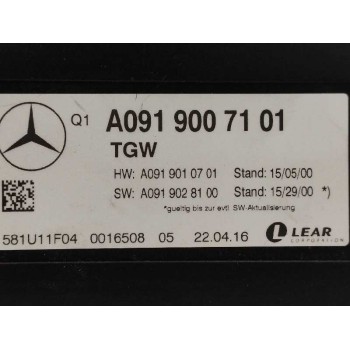 Q1 A091 900 71 01
TGW
HW: A091 901 07 01 Stand: 15/05/00
SW: A091 902 81 00 Stand: 15/29/00 *)
*gueltig bis zur evtl SW-Aktualisierung
581U11F04 0016508 05 22.04.16 LEAR
CORPORATION